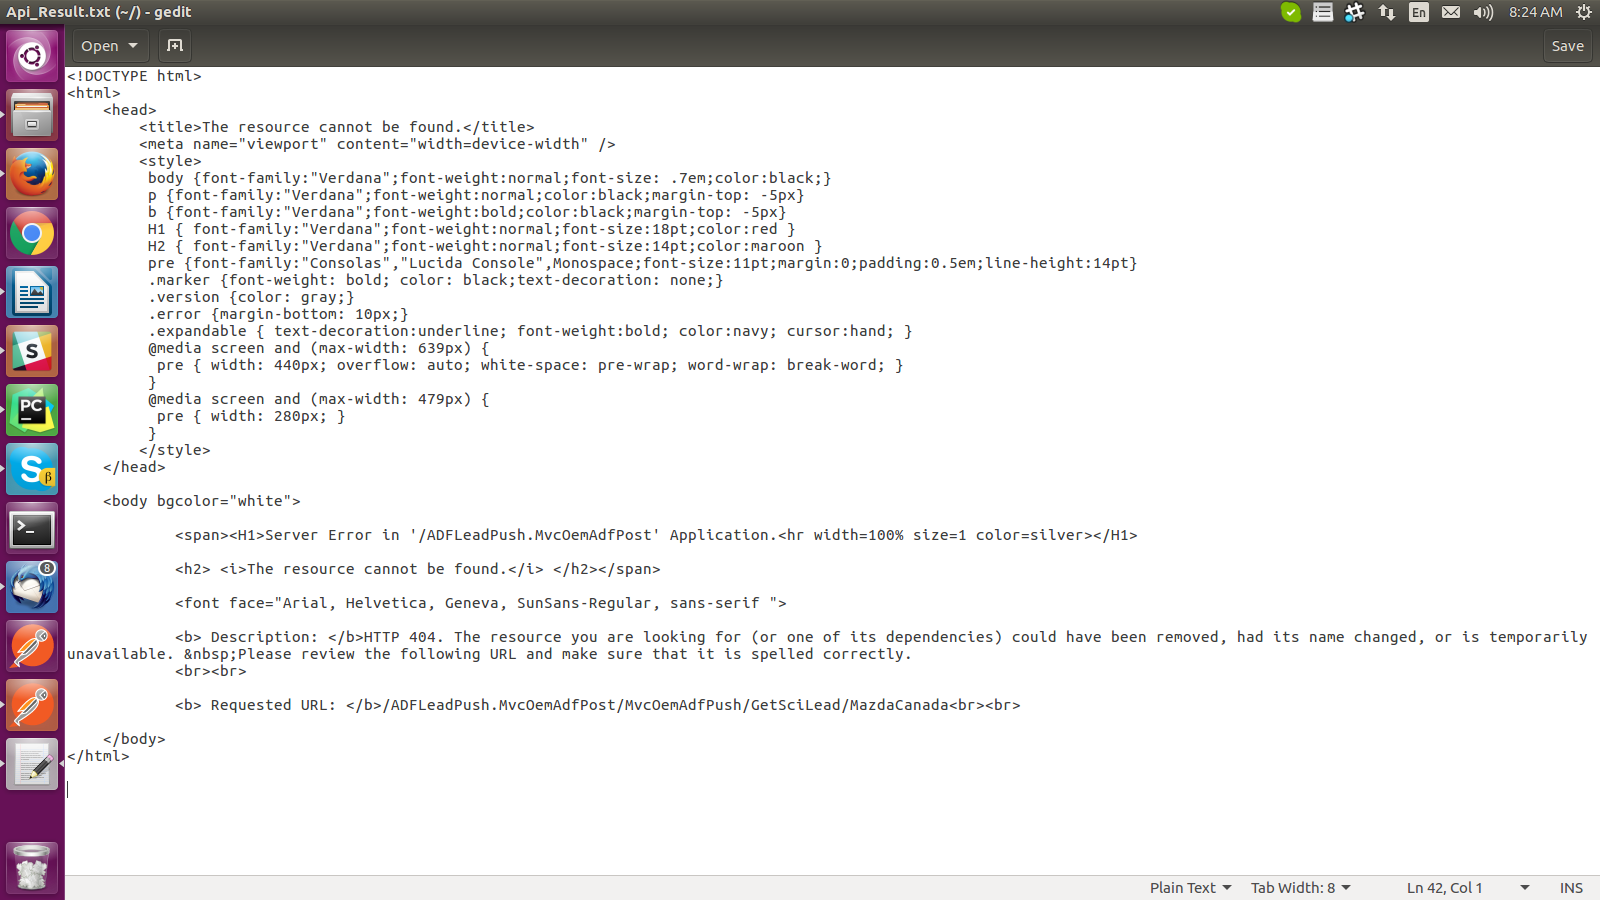 Api_Result.txt (~/) - gedit
En
8:24 AM
Open
Save
<!DOCTYPE html>
<html>
    <head>
        <title>The resource cannot be found.</title>
        <meta name="viewport" content="width=device-width" />
        <style>
         body {font-family:"Verdana";font-weight:normal;font-size: .7em;color:black;}
         p {font-family:"Verdana";font-weight:normal;color:black;margin-top: -5px}
         b {font-family:"Verdana";font-weight:bold;color:black;margin-top: -5px}
         H1 { font-family:"Verdana";font-weight:normal;font-size:18pt;color:red }
         H2 { font-family:"Verdana";font-weight:normal;font-size:14pt;color:maroon }
         pre {font-family:"Consolas","Lucida Console",Monospace;font-size:11pt;margin:0;padding:0.5em;line-height:14pt}
         .marker {font-weight: bold; color: black;text-decoration: none;}
         .version {color: gray;}
         .error {margin-bottom: 10px;}
         .expandable { text-decoration:underline; font-weight:bold; color:navy; cursor:hand; }
         @media screen and (max-width: 639px) {
          pre { width: 440px; overflow: auto; white-space: pre-wrap; word-wrap: break-word; }
         }
         @media screen and (max-width: 479px) {
          pre { width: 280px; }
         }
        </style>
    </head>
    <body bgcolor="white">
            <span><H1>Server Error in '/ADFLeadPush.MvcOemAdfPost' Application.<hr width=100% size=1 color=silver></H1>
            <h2> <i>The resource cannot be found.</i> </h2></span>
            <font face="Arial, Helvetica, Geneva, SunSans-Regular, sans-serif ">
            <b> Description: </b>HTTP 404. The resource you are looking for (or one of its dependencies) could have been removed, had its name changed, or is temporarily
unavailable. &nbsp;Please review the following URL and make sure that it is spelled correctly.
            <br><br>
            <b> Requested URL: </b>/ADFLeadPush.MvcOemAdfPost/MvcOemAdfPush/GetSciLead/MazdaCanada<br><br>
    </body>
</html>
S
PC
S β
>_
8
Plain Text
Tab Width: 8
Ln 42, Col 1
INS